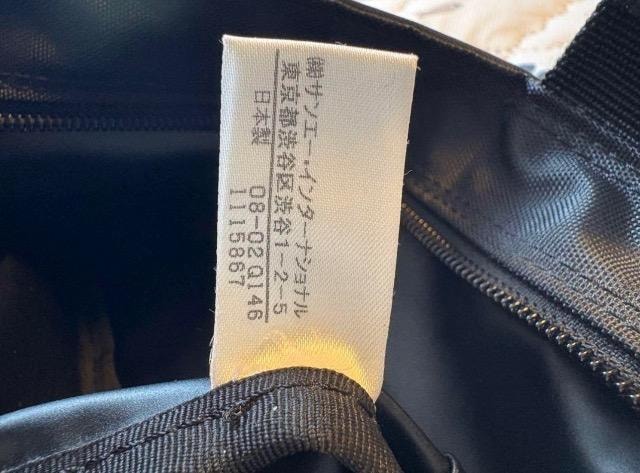 ㈱サンエー・インターナショナル
東京都渋谷区渋谷1-2-5
日本製
08-02Q146
1115867